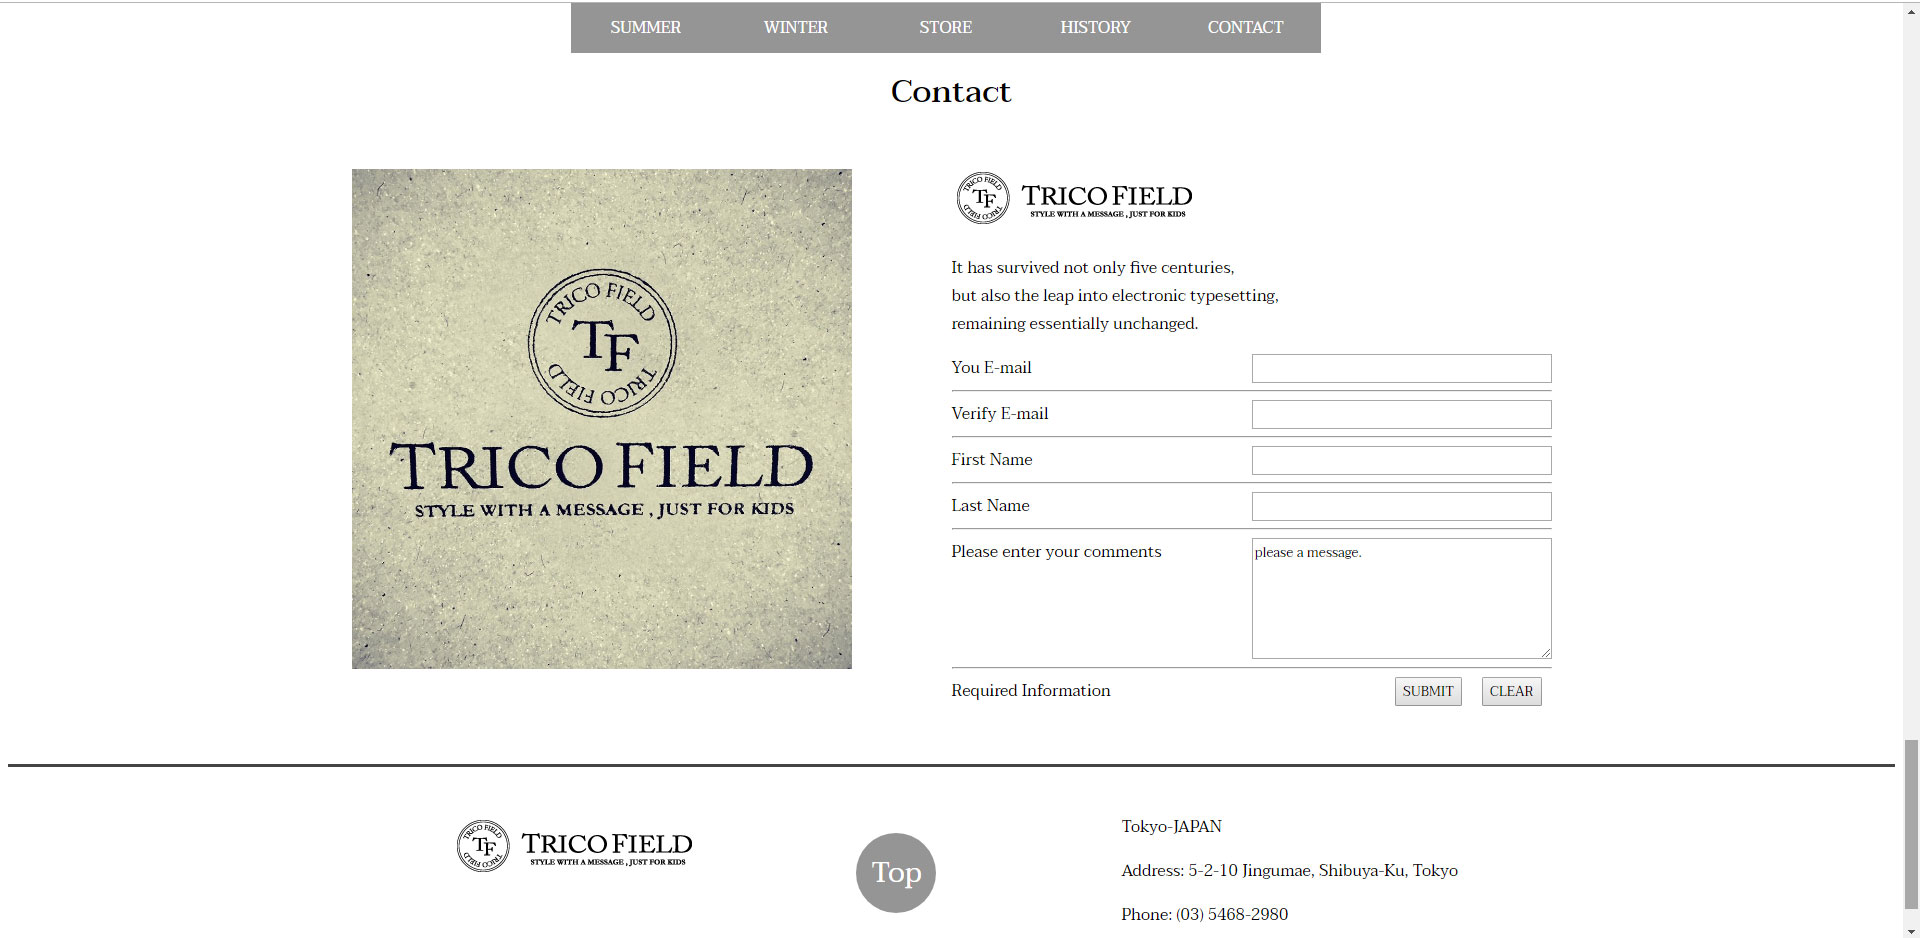 SUMMER WINTER STORE HISTORY CONTACT
Contact
TRICO FIELD
TF
TRICO FIELD
TRICO FIELD
STYLE WITH A MESSAGE , JUST FOR KIDS
TRICO FIELD
TF
TRICO FIELD
TRICO FIELD
STYLE WITH A MESSAGE , JUST FOR KIDS
It has survived not only five centuries,
but also the leap into electronic typesetting,
remaining essentially unchanged.
You E-mail
Verify E-mail
First Name
Last Name
Please enter your comments
please a message.
Required Information
SUBMIT CLEAR
TRICO FIELD
TF
TRICO FIELD
TRICO FIELD
STYLE WITH A MESSAGE , JUST FOR KIDS
Top
Tokyo-JAPAN
Address: 5-2-10 Jingumae, Shibuya-Ku, Tokyo
Phone: (03) 5468-2980